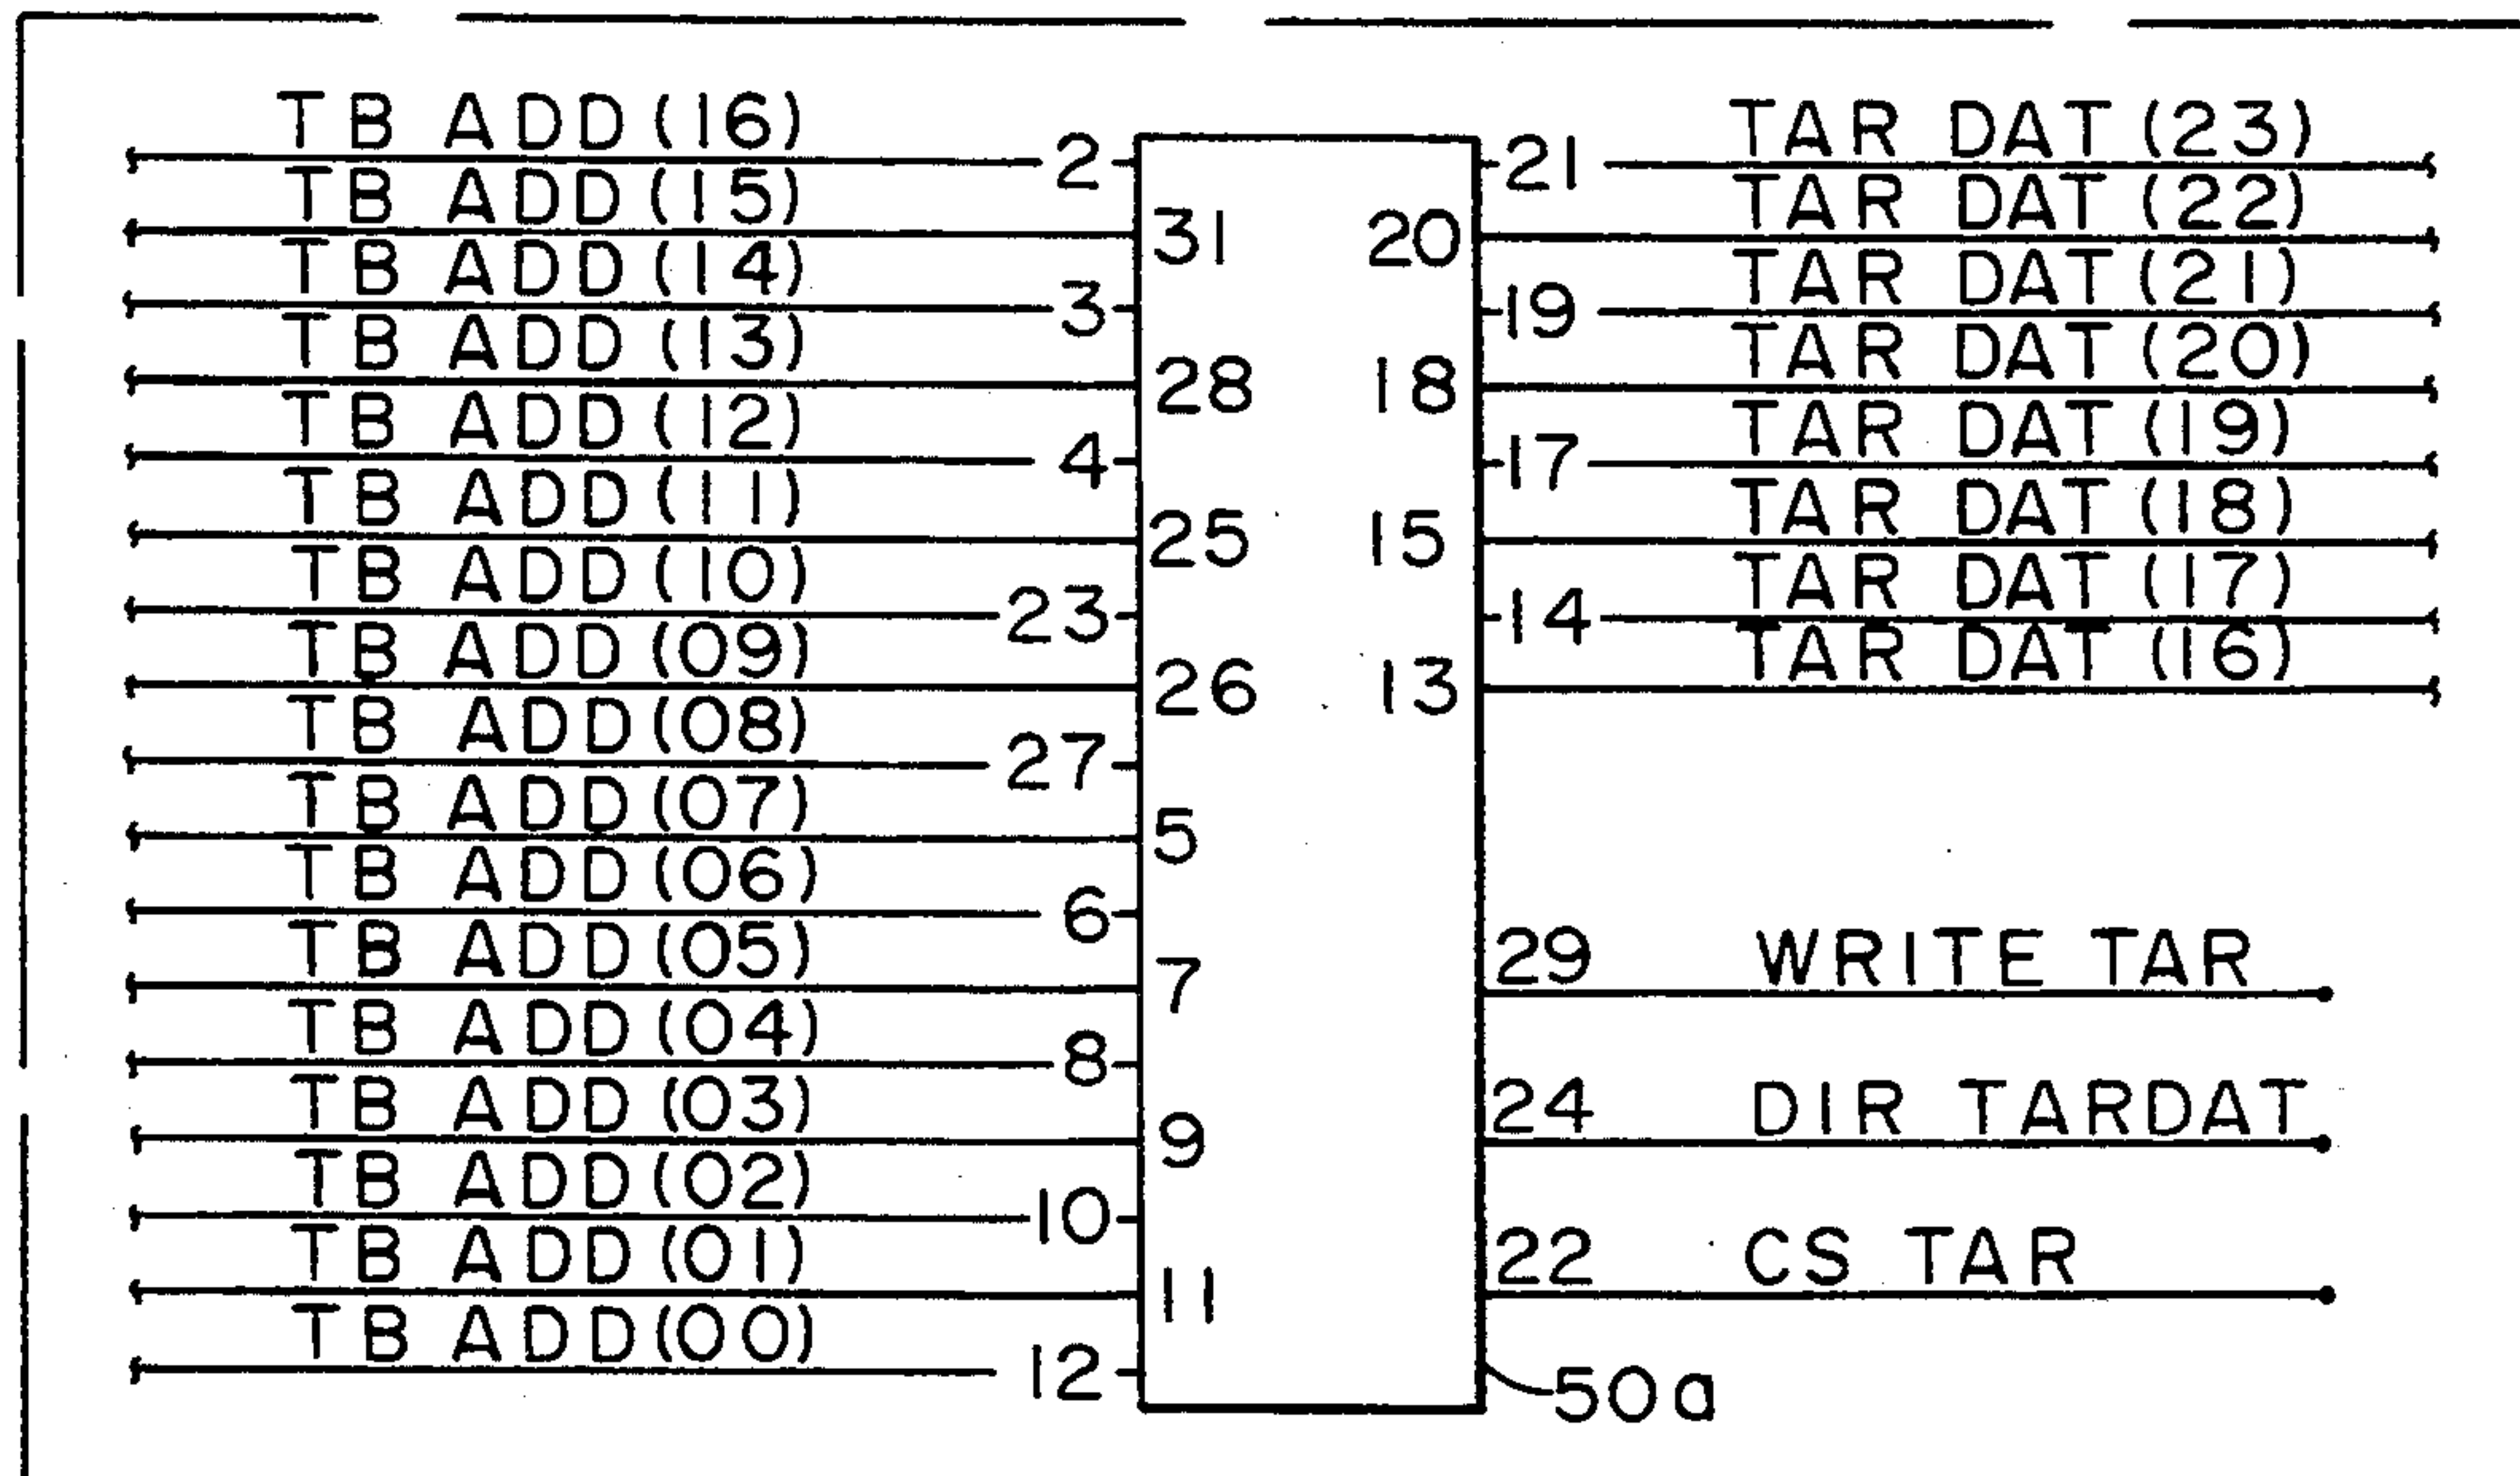 TB ADD(16) 2 21 TAR DAT(23)
TB ADD(15) 31 20 TAR DAT(22)
TB ADD(14) 3 19 TAR DAT(21)
TB ADD(13) 28 18 TAR DAT(20)
TB ADD(12) 4 17 TAR DAT(19)
TB ADD(11) 25 15 TAR DAT(18)
TB ADD(10) 23 14 TAR DAT(17)
TB ADD(09) 26 13 TAR DAT(16)
TB ADD(08) 27
TB ADD(07) 5
TB ADD(06) 6
TB ADD(05) 7 29 WRITE TAR
TB ADD(04) 8
TB ADD(03) 9 24 DIR TARDAT
TB ADD(02) 10
TB ADD(01) 11 22 CS TAR
TB ADD(00) 12
50a